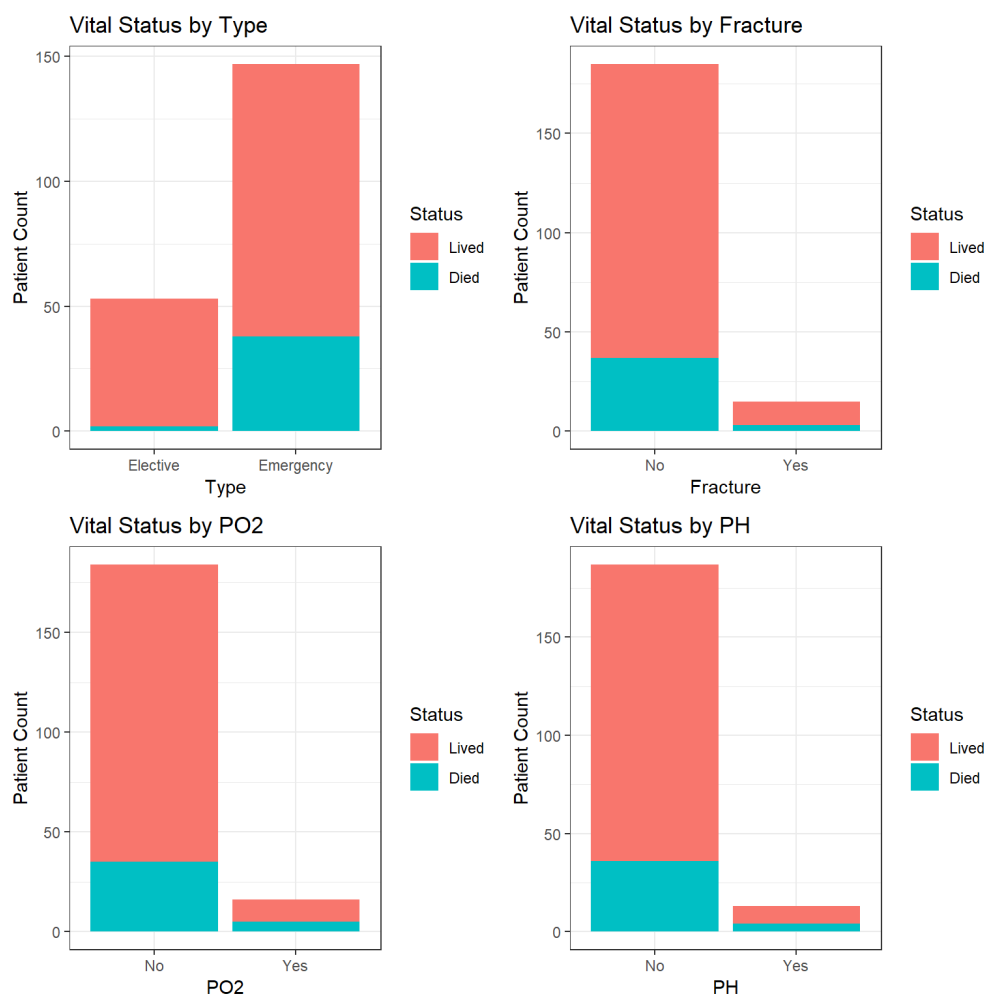 Vital Status by Type
150
100
50
0
Patient Count
Elective
Emergency
Type
Status
Lived
Died
Vital Status by Fracture
150
100
50
0
Patient Count
No
Yes
Fracture
Status
Lived
Died
Vital Status by PO2
150
100
50
0
Patient Count
No
Yes
PO2
Status
Lived
Died
Vital Status by PH
150
100
50
0
Patient Count
No
Yes
PH
Status
Lived
Died